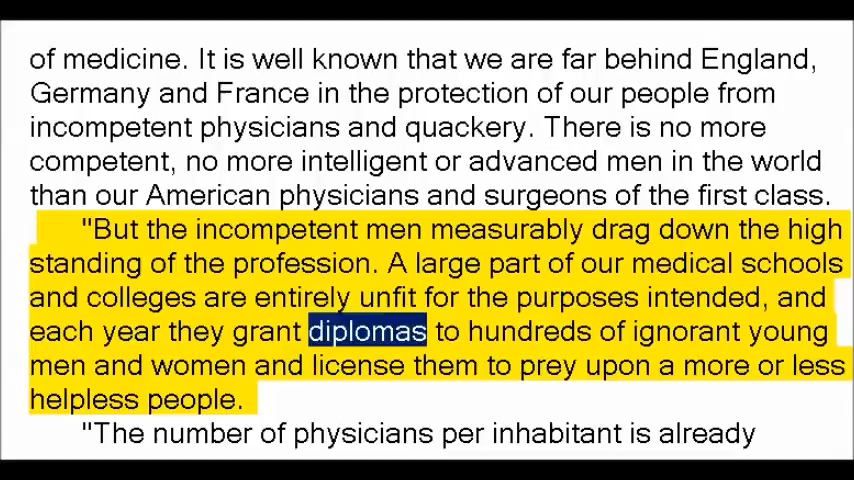 of medicine. It is well known that we are far behind England,
Germany and France in the protection of our people from
incompetent physicians and quackery. There is no more
competent, no more intelligent or advanced men in the world
than our American physicians and surgeons of the first class.
"But the incompetent men measurably drag down the high
standing of the profession. A large part of our medical schools
and colleges are entirely unfit for the purposes intended, and
each year they grant diplomas to hundreds of ignorant young
men and women and license them to prey upon a more or less
helpless people.
"The number of physicians per inhabitant is already